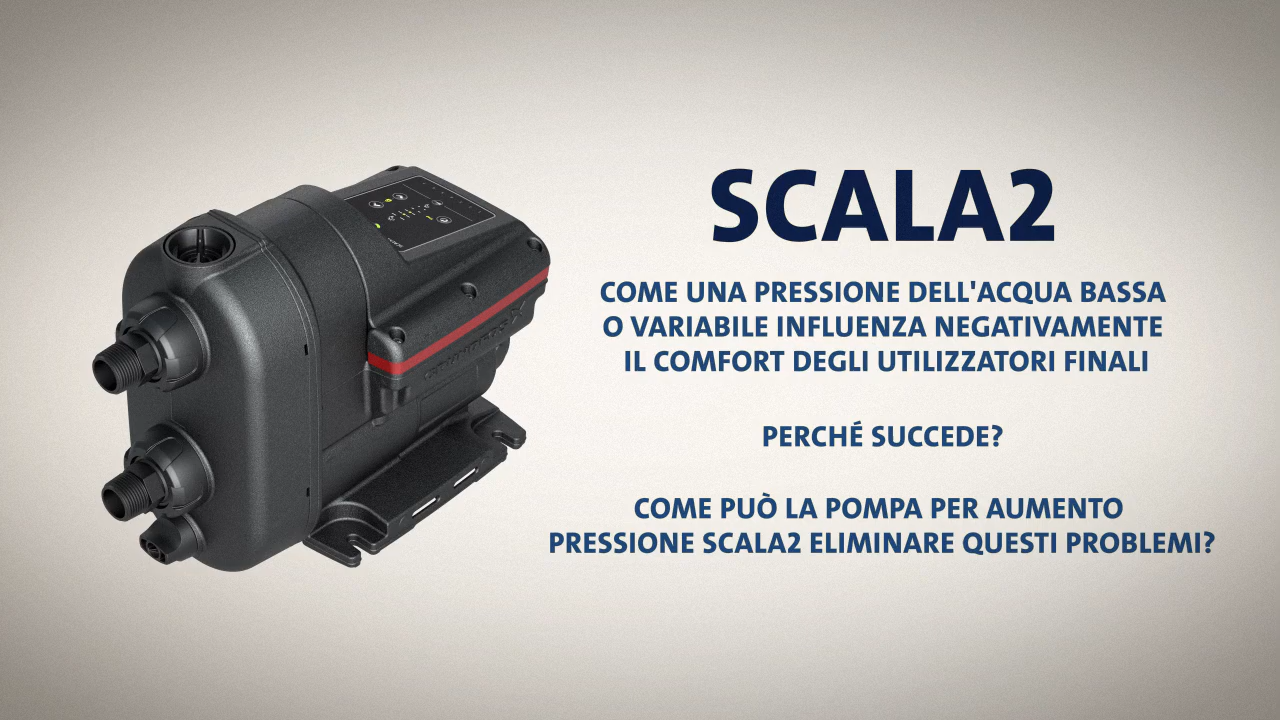 SCALA2
COME UNA PRESSIONE DELL'ACQUA BASSA
O VARIABILE INFLUENZA NEGATIVAMENTE
IL COMFORT DEGLI UTILIZZATORI FINALI
PERCHÉ SUCCEDE?
COME PUÒ LA POMPA PER AUMENTO
PRESSIONE SCALA2 ELIMINARE QUESTI PROBLEMI?